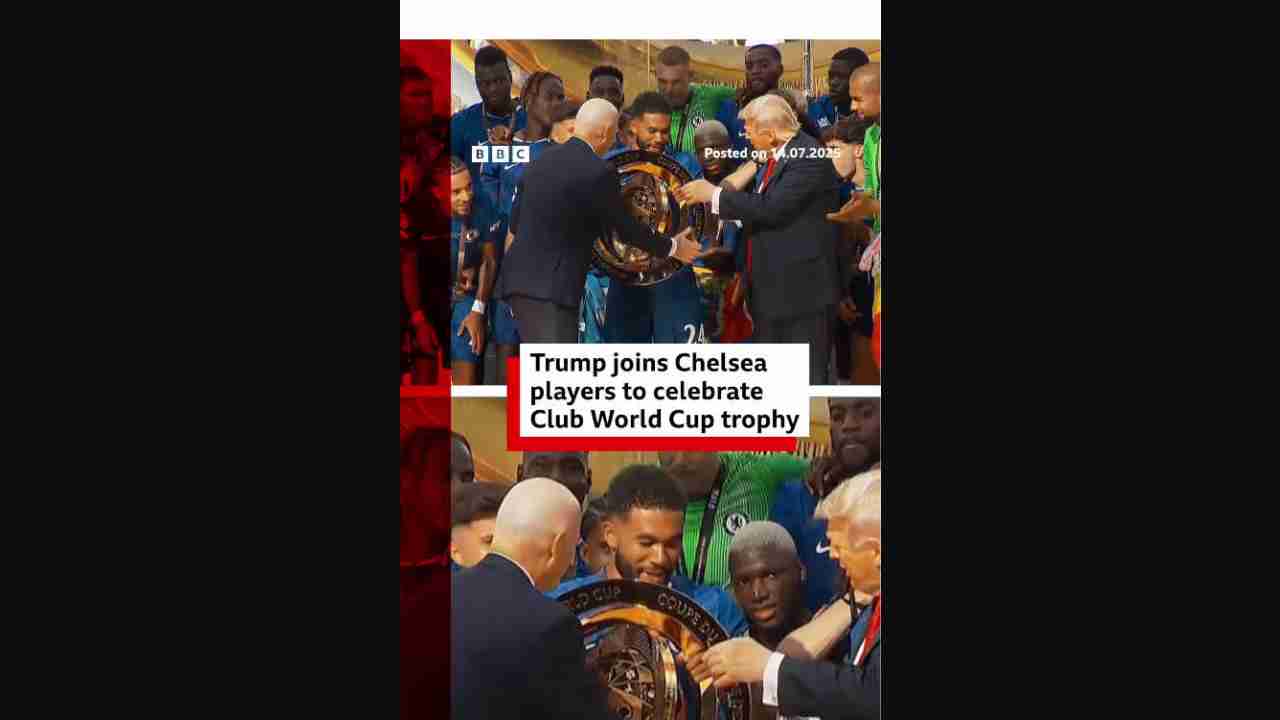 BBC
Posted on 14.07.2025
24
Trump joins Chelsea
players to celebrate
Club World Cup trophy
LD CUP COUPE DU